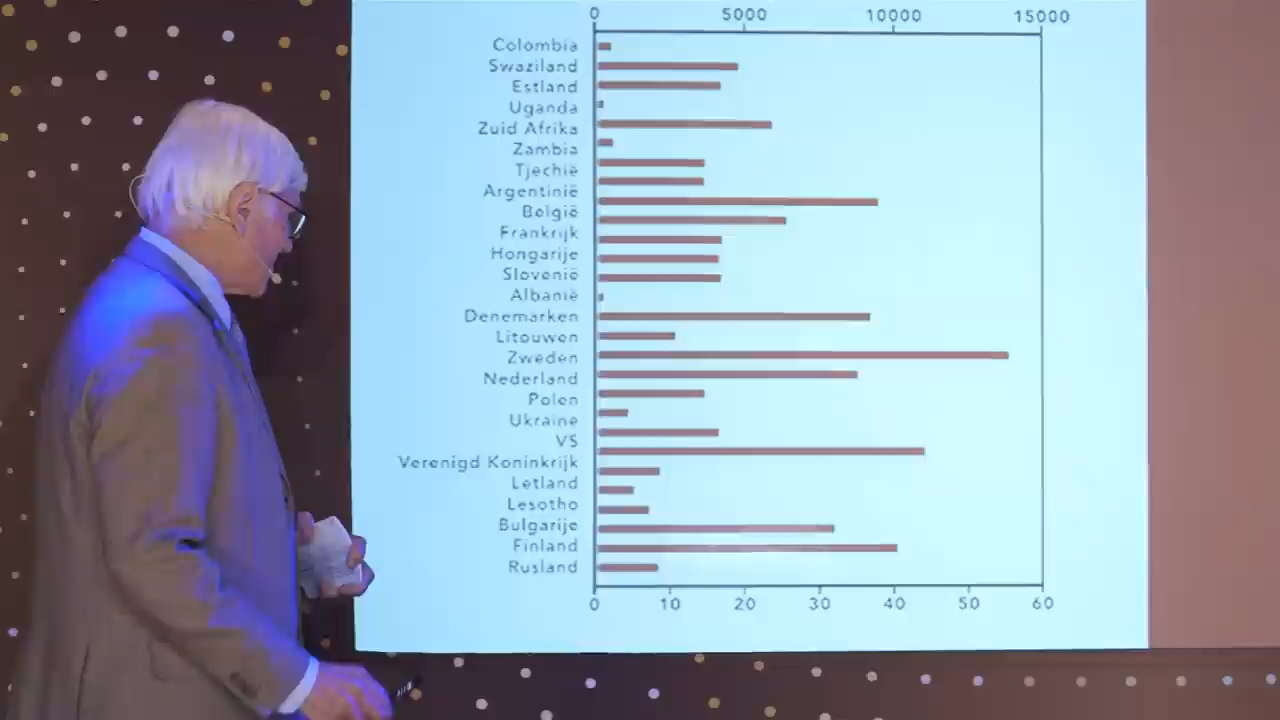 0 5000 10000 15000
Colombia
Swaziland
Estland
Uganda
Zuid Afrika
Zambia
Tjechië
Argentinië
België
Frankrijk
Hongarije
Slovenië
Albanië
Denemarken
Litouwen
Zweden
Nederland
Polen
Ukraine
VS
Verenigd Koninkrijk
Letland
Lesotho
Bulgarije
Finland
Rusland
0 10 20 30 40 50 60